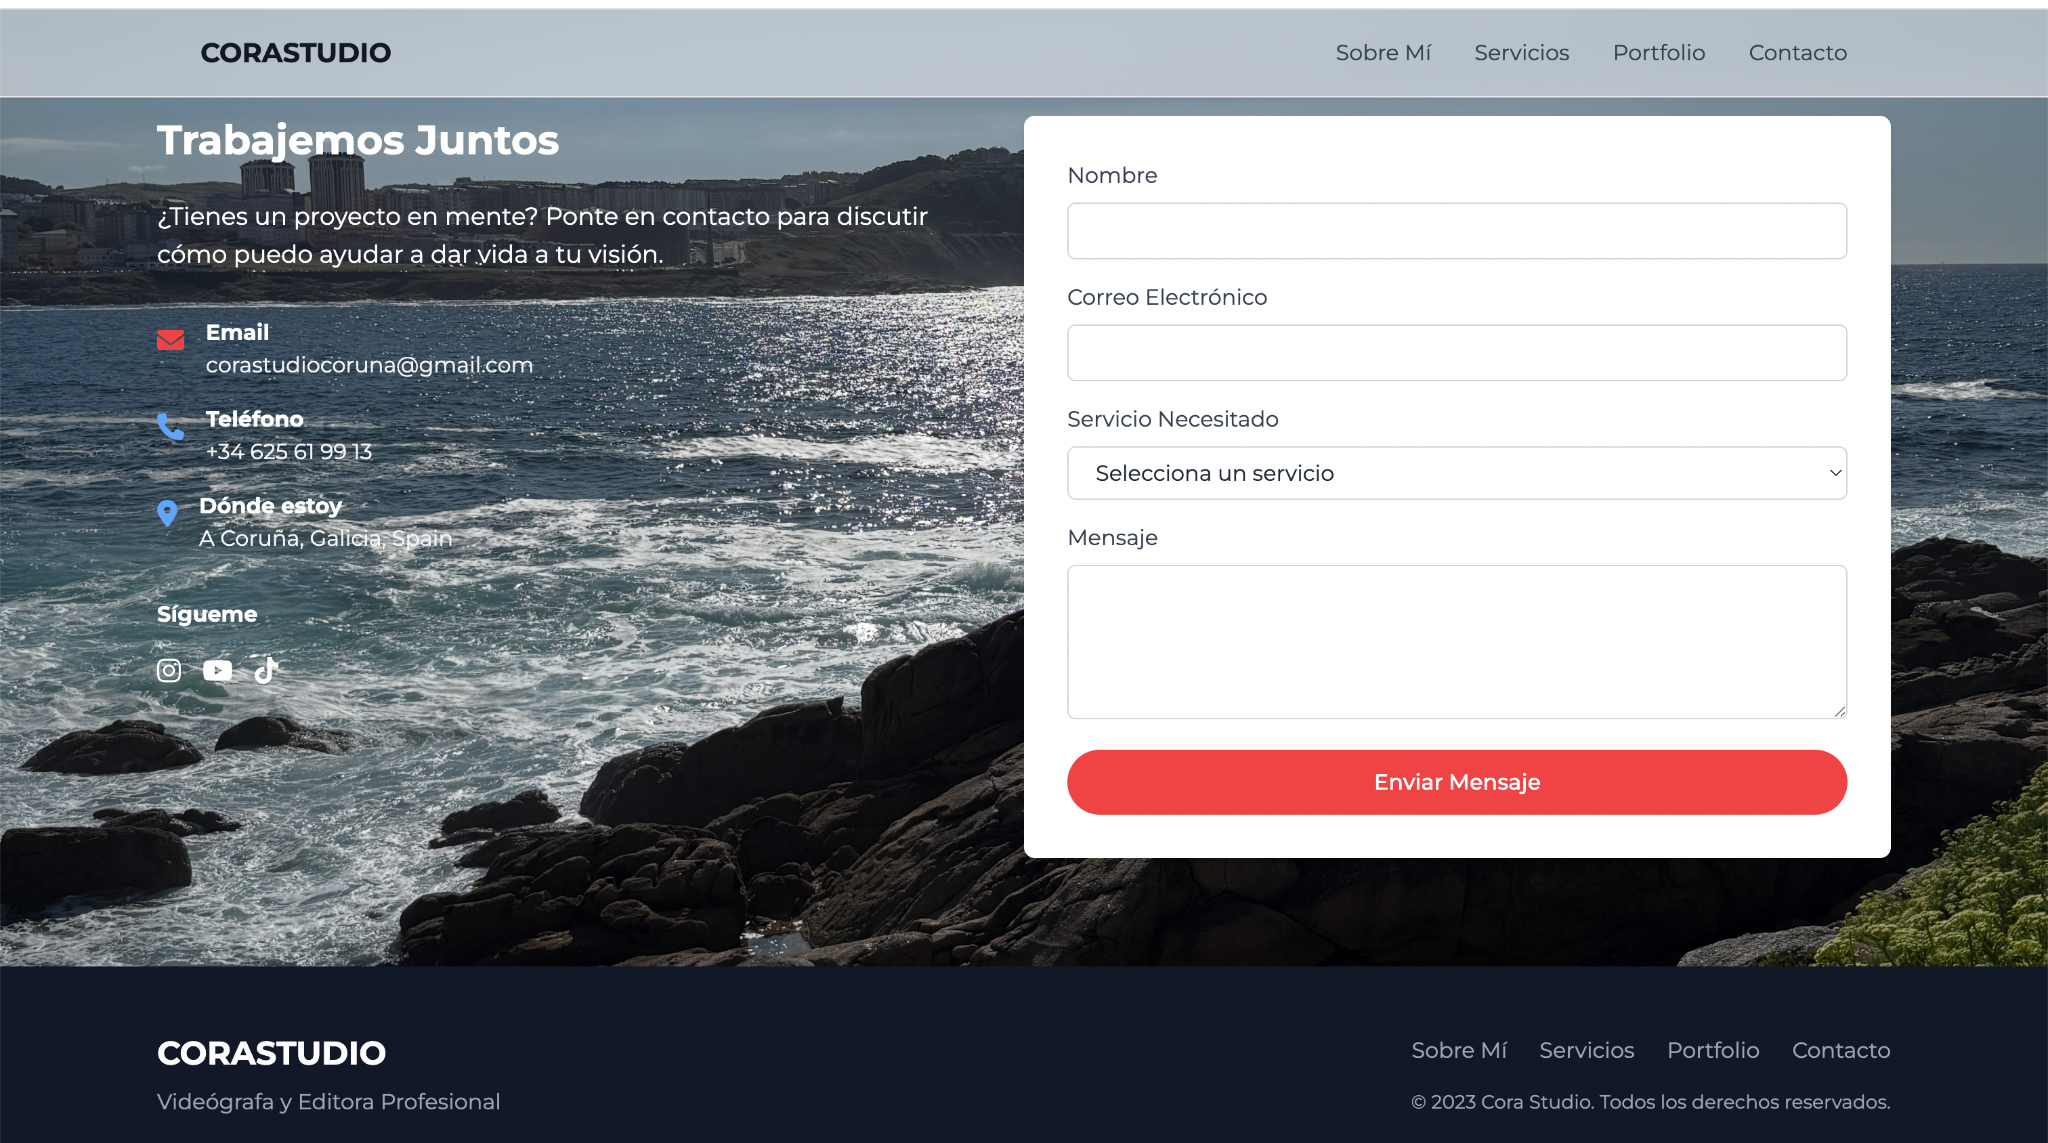 CORASTUDIO
Sobre Mí
Servicios
Portfolio
Contacto
Trabajemos Juntos
¿Tienes un proyecto en mente? Ponte en contacto para discutir
cómo puedo ayudar a dar vida a tu visión.
Email
corastudiocoruna@gmail.com
Teléfono
+34 625 61 99 13
Dónde estoy
A Coruña, Galicia, Spain
Sígueme
Nombre
Correo Electrónico
Servicio Necesitado
Selecciona un servicio
Mensaje
Enviar Mensaje
CORASTUDIO
Videógrafa y Editora Profesional
Sobre Mí
Servicios
Portfolio
Contacto
© 2023 Cora Studio. Todos los derechos reservados.